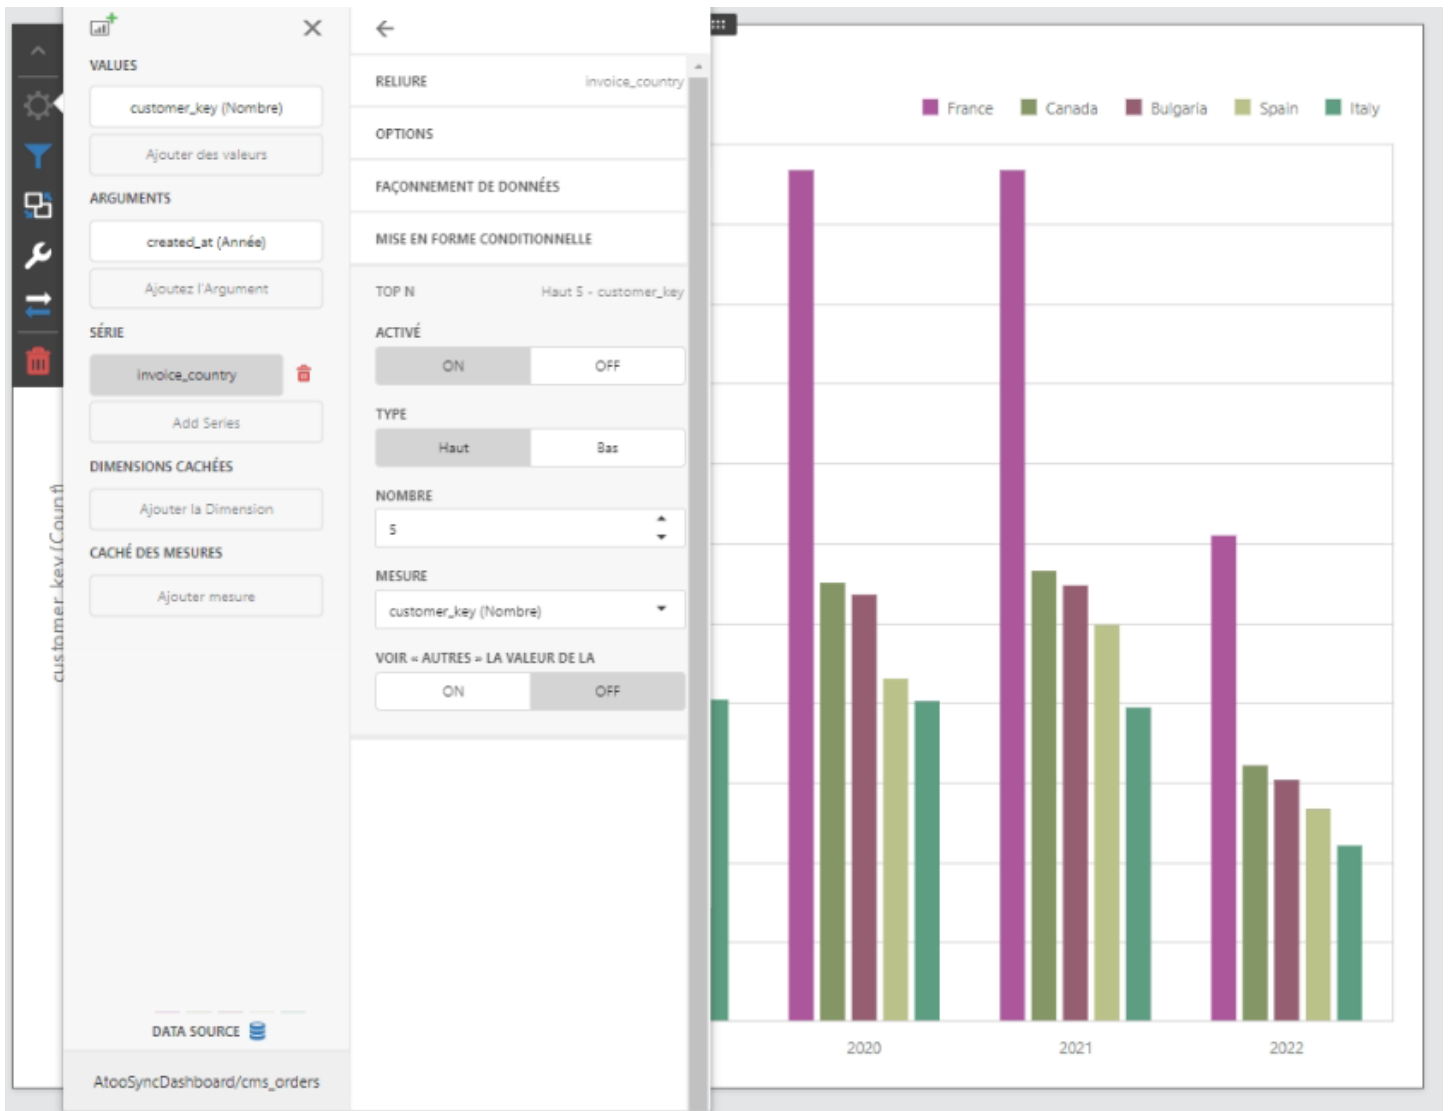 VALUES
customer_key (Nombre)
Ajouter des valeurs
ARGUMENTS
created_at (Année)
Ajoutez l'Argument
SÉRIE
invoice_country
Add Series
DIMENSIONS CACHÉES
Ajouter la Dimension
CACHÉ DES MESURES
Ajouter mesure
DATA SOURCE
AtooSyncDashboard/cms_orders
RELIURE invoice_country
OPTIONS
FAÇONNEMENT DE DONNÉES
MISE EN FORME CONDITIONNELLE
TOP N Haut 5 - customer_key
ACTIVÉ
ON OFF
TYPE
Haut Bas
NOMBRE
5
MESURE
customer_key (Nombre)
VOIR « AUTRES » LA VALEUR DE LA
ON OFF
customer_key (Count)
France Canada Bulgaria Spain Italy
2020 2021 2022